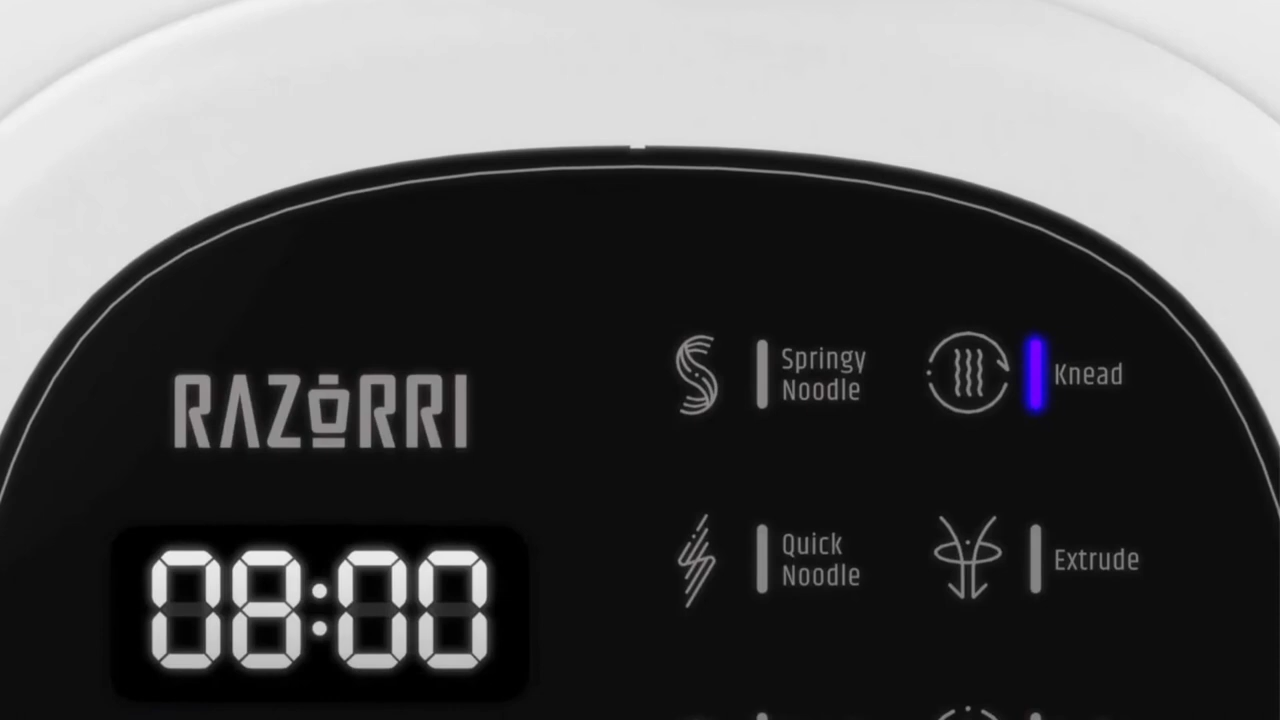 RAZORRI
08:00
Springy
Noodle
Knead
Quick
Noodle
Extrude